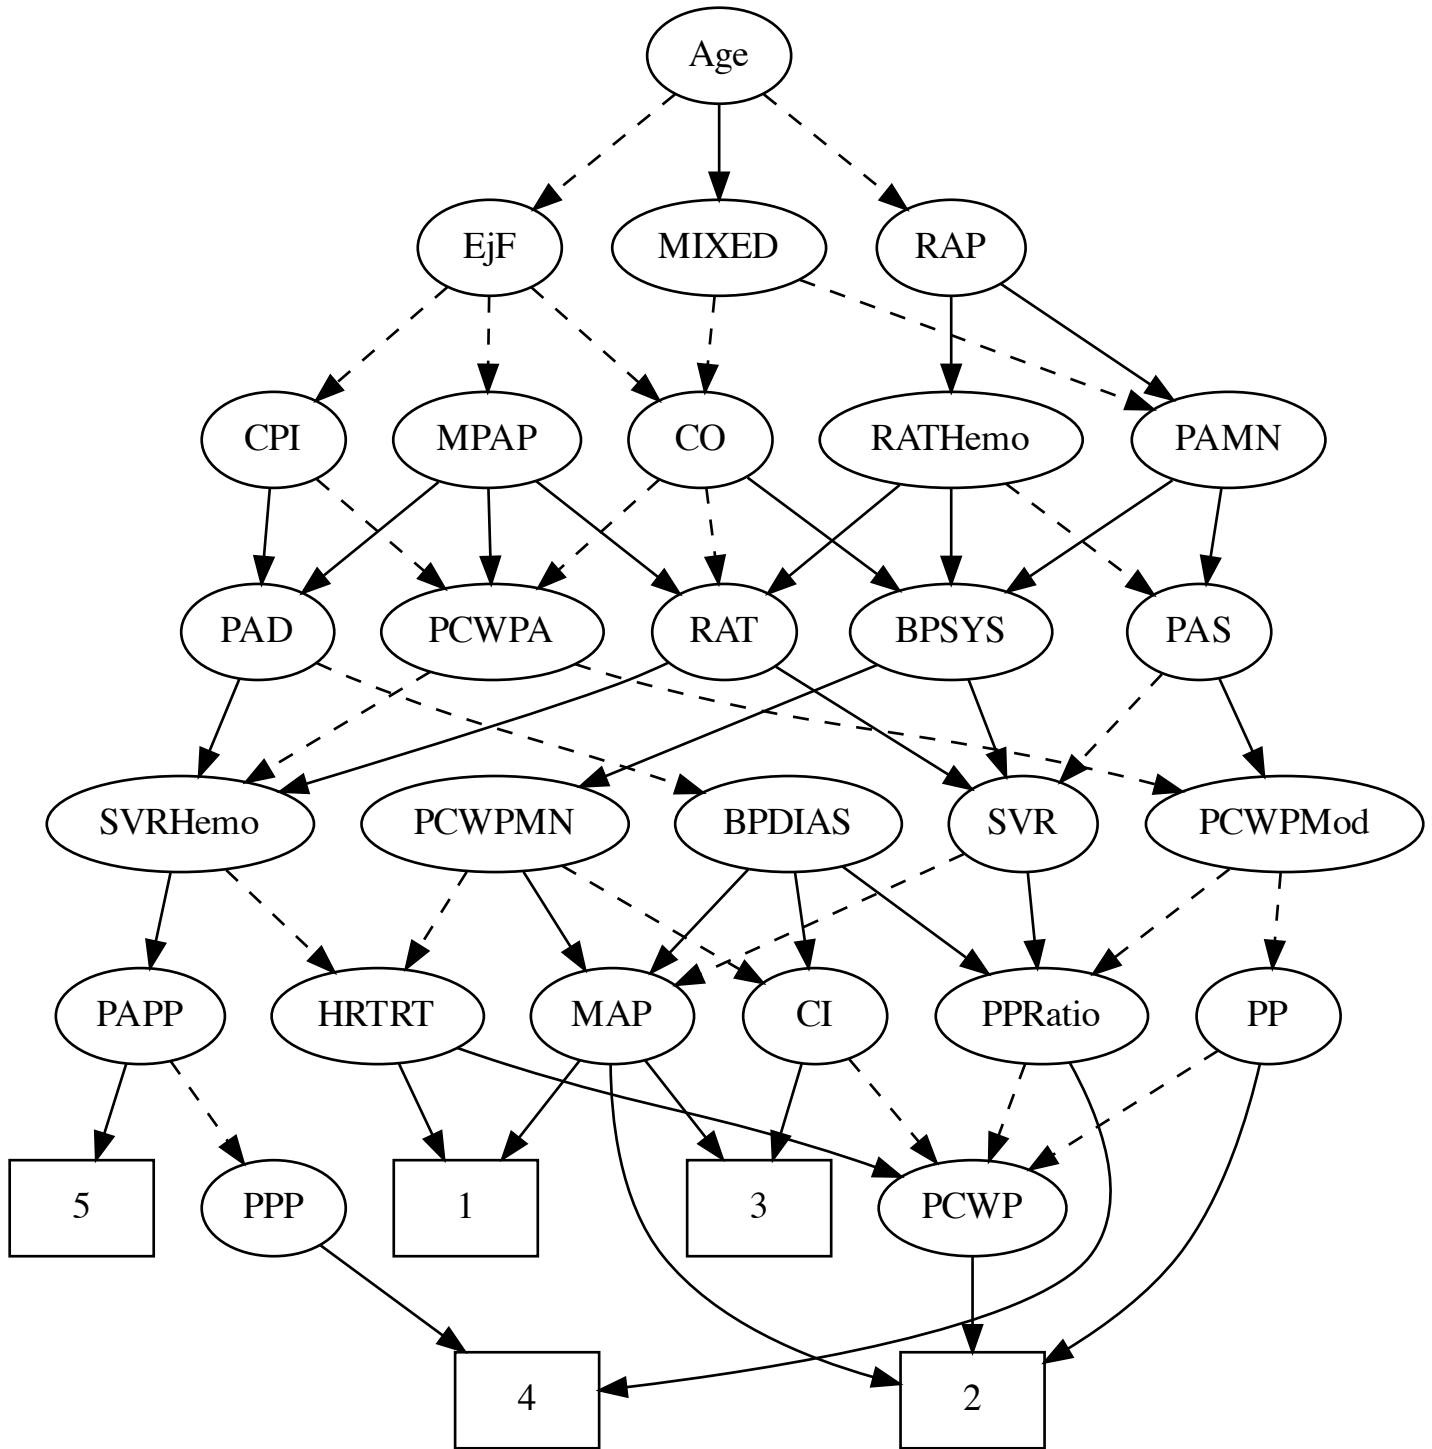 Age
EjF
MIXED
RAP
CPI
MPAP
CO
RATHemo
PAMN
PAD
PCWPA
RAT
BPSYS
PAS
SVRHemo
PCWPMN
BPDIAS
SVR
PCWPMod
PAPP
HRTRT
MAP
CI
PPRatio
PP
5
PPP
1
3
PCWP
4
2